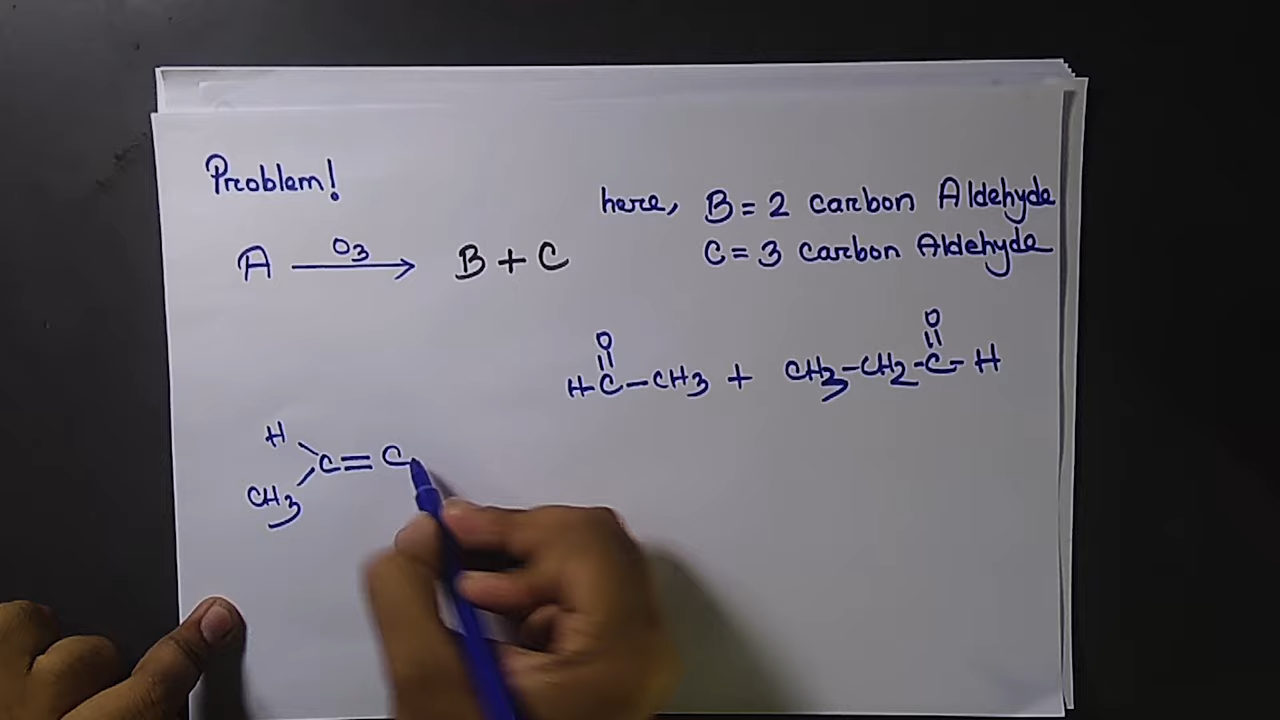 Problem!
here, B = 2 carbon Aldehyde
A O3 → B + C
C = 3 carbon Aldehyde
O O
H-C-CH3 + CH3-CH2-C-H
H
C=C
CH3